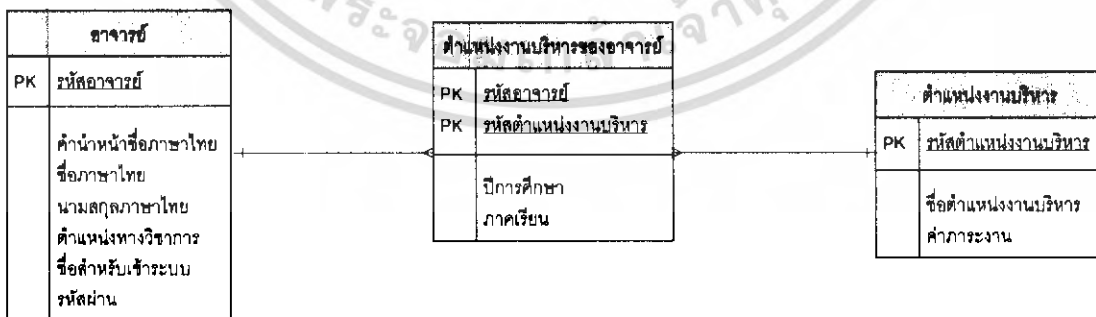 พระจอมเกล้า
อาจารย์
PK รหัสอาจารย์
คำนำหน้าชื่อภาษาไทย
ชื่อภาษาไทย
นามสกุลภาษาไทย
ตำแหน่งทางวิชาการ
ชื่อสำหรับเข้าระบบ
รหัสผ่าน
ตำแหน่งงานบริหารของอาจารย์
PK รหัสอาจารย์
PK รหัสตำแหน่งงานบริหาร
ปีการศึกษา
ภาคเรียน
ตำแหน่งงานบริหาร
PK รหัสตำแหน่งงานบริหาร
ชื่อตำแหน่งงานบริหาร
ค่าภาระงาน